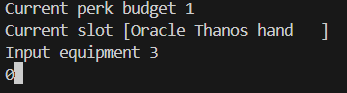 Current perk budget 1
Current slot [Oracle Thanos hand   ]
Input equipment 3
0